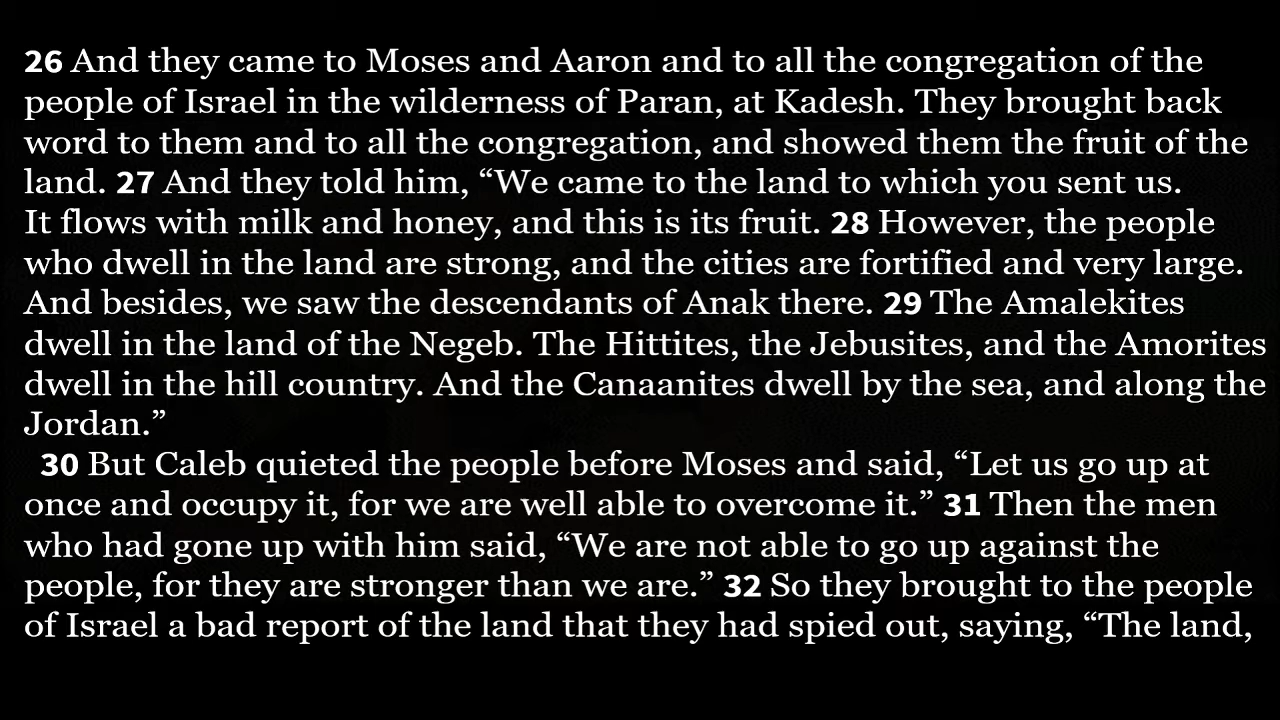 26 And they came to Moses and Aaron and to all the congregation of the
people of Israel in the wilderness of Paran, at Kadesh. They brought back
word to them and to all the congregation, and showed them the fruit of the
land. 27 And they told him, “We came to the land to which you sent us.
It flows with milk and honey, and this is its fruit. 28 However, the people
who dwell in the land are strong, and the cities are fortified and very large.
And besides, we saw the descendants of Anak there. 29 The Amalekites
dwell in the land of the Negeb. The Hittites, the Jebusites, and the Amorites
dwell in the hill country. And the Canaanites dwell by the sea, and along the
Jordan.”
30 But Caleb quieted the people before Moses and said, “Let us go up at
once and occupy it, for we are well able to overcome it.” 31 Then the men
who had gone up with him said, “We are not able to go up against the
people, for they are stronger than we are.” 32 So they brought to the people
of Israel a bad report of the land that they had spied out, saying, “The land,